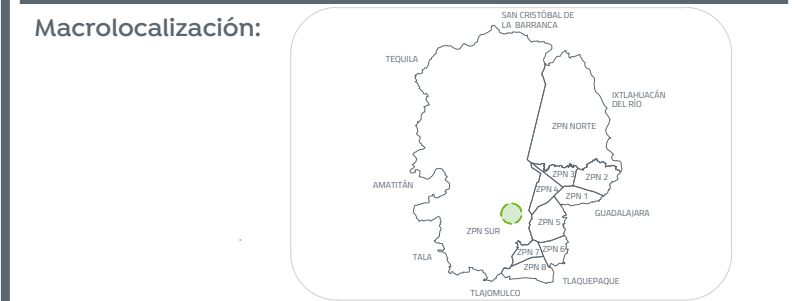 Macrolocalización:
SAN CRISTÓBAL DE
LA BARRANCA
TEQUILA
IXTLAHUACÁN
DEL RÍO
ZPN NORTE
ZPN 3
ZPN 2
AMATITÁN
ZPN 4
ZPN 1
GUADALAJARA
ZPN 5
ZPN SUR
ZPN 7
ZPN 6
TALA
ZPN 8
TLAQUEPAQUE
TLAJOMULCO